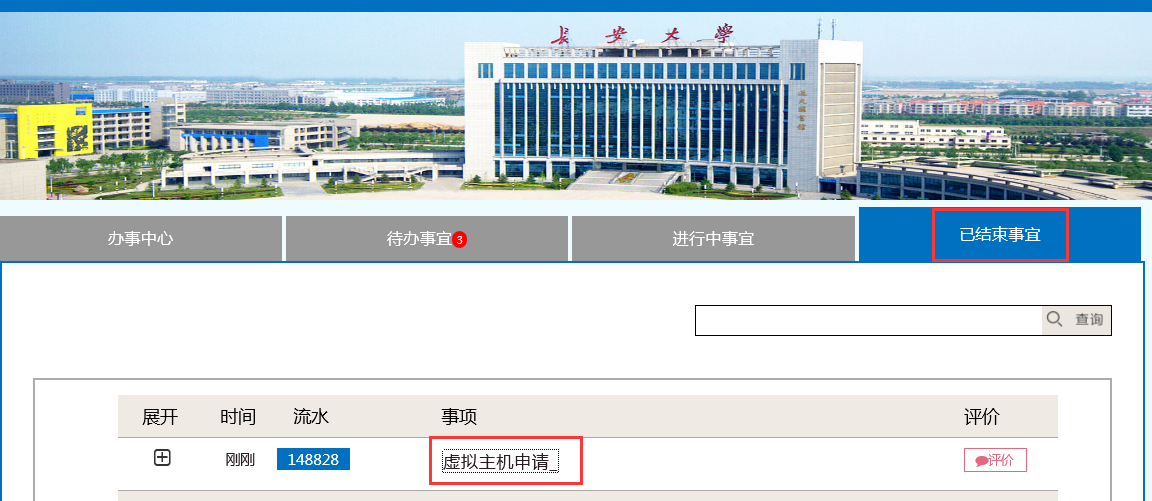 长安大学
办事中心
待办事宜 3
进行中事宜
已结束事宜
查询
展开 时间 流水 事项 评价
刚刚 148828 虚拟主机申请_ 评价